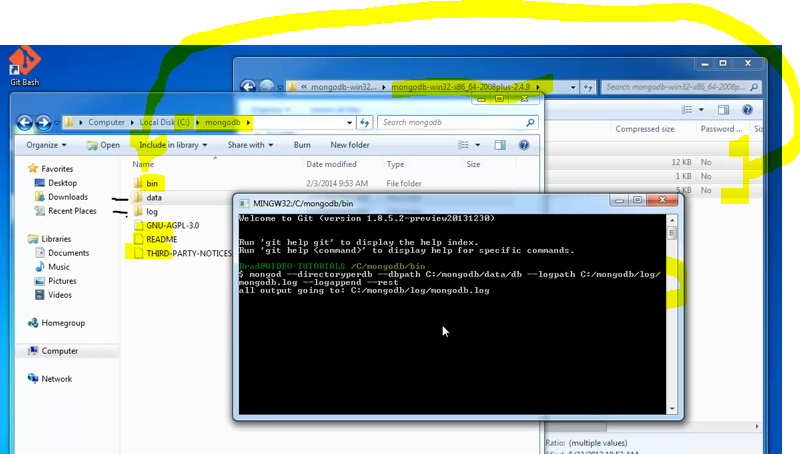 Git Bash
mongodb-win32... mongodb-win32-x86_64-2008plus-2.4.9
Search mongodb-win32-x86_64-2008p...
Compressed size Password ... Siz
12 KB No
1 KB No
5 KB No
Computer Local Disk (C:) mongodb
Search mongodb
Organize Open Include in library Share with Burn New folder
Name Date modified Type Size
Favorites
Desktop
Downloads
Recent Places
Libraries
Documents
Music
Pictures
Videos
Homegroup
Computer
Network
bin 2/3/2014 9:53 AM File folder
data
log
GNU-AGPL-3.0
README
THIRD-PARTY-NOTICES
MINGW32:/C/mongodb/bin
Welcome to Git (version 1.8.5.2-preview20131230)
Run 'git help git' to display the help index.
Run 'git help <command>' to display help for specific commands.
Brad@VIDEO-TUTORIALS /C/mongodb/bin
$ mongod --directoryperdb --dbpath C:/mongodb/data/db --logpath C:/mongodb/log/
mongodb.log --logappend --rest
all output going to: C:/mongodb/log/mongodb.log
Ratio: (multiple values)